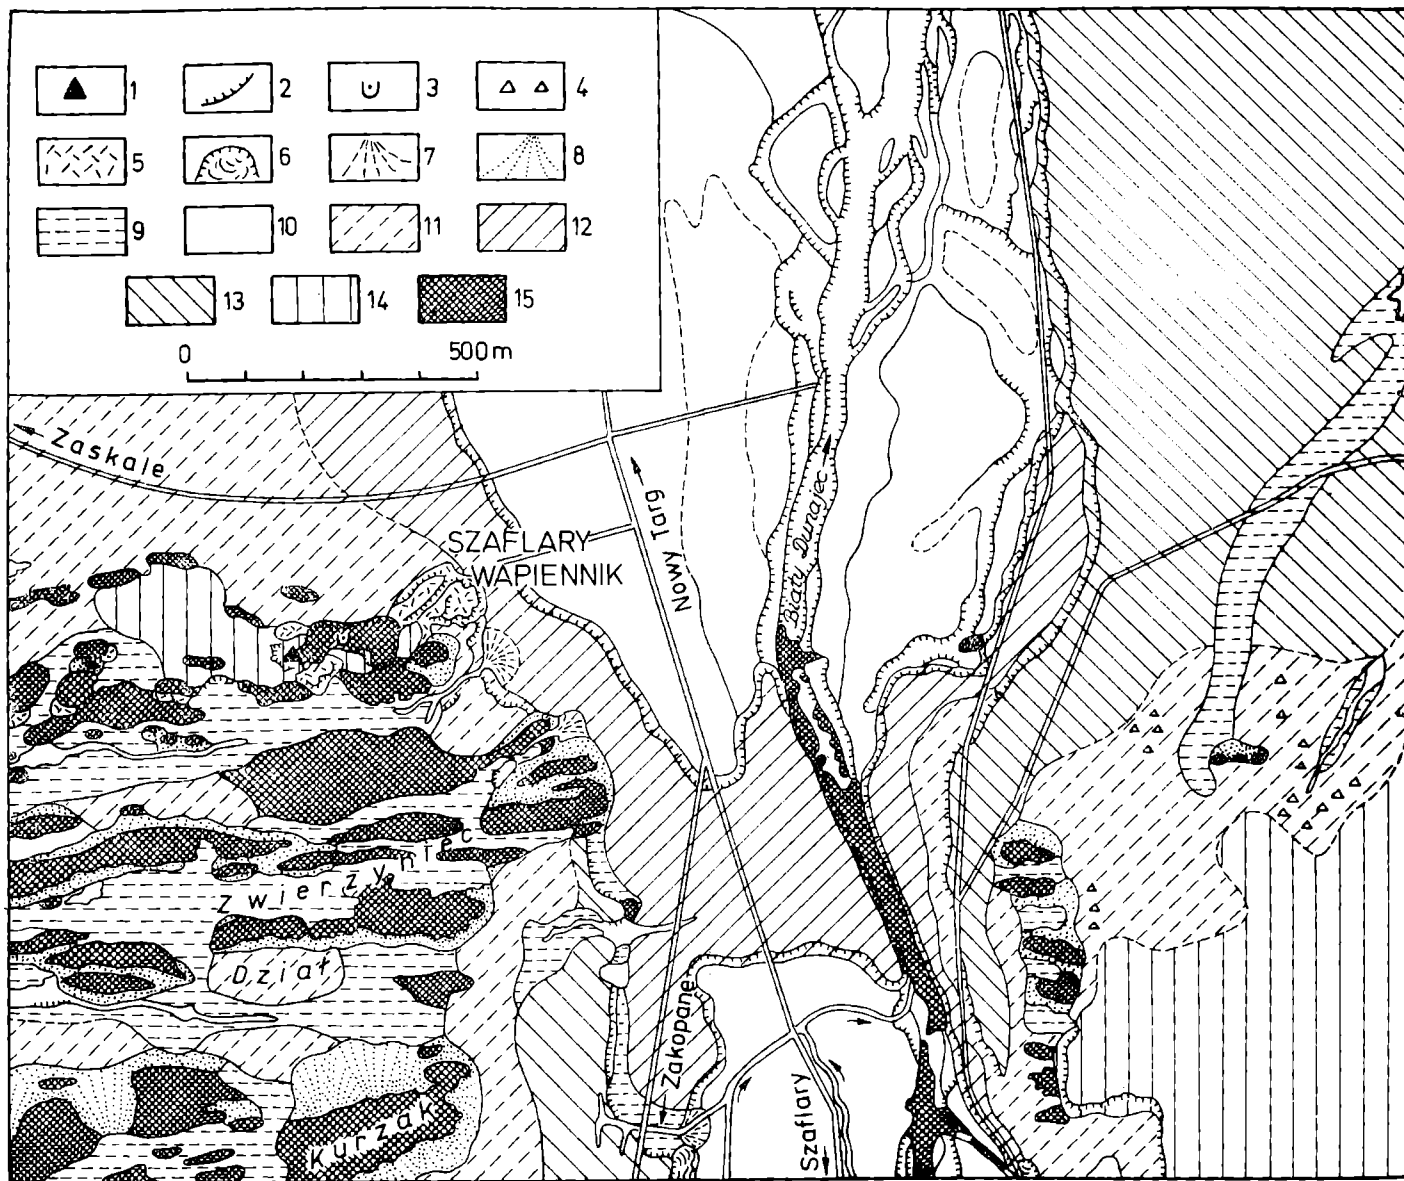 1 2 3 4
5 6 7 8
9 10 11 12
13 14 15
0 500 m
Zaskale
SZAFLARY
WAPIENNIK
Nowy Targ
Biały Dunajec
Zwierzyniec
Dział
Kurzak
Zakopane
Szaflary